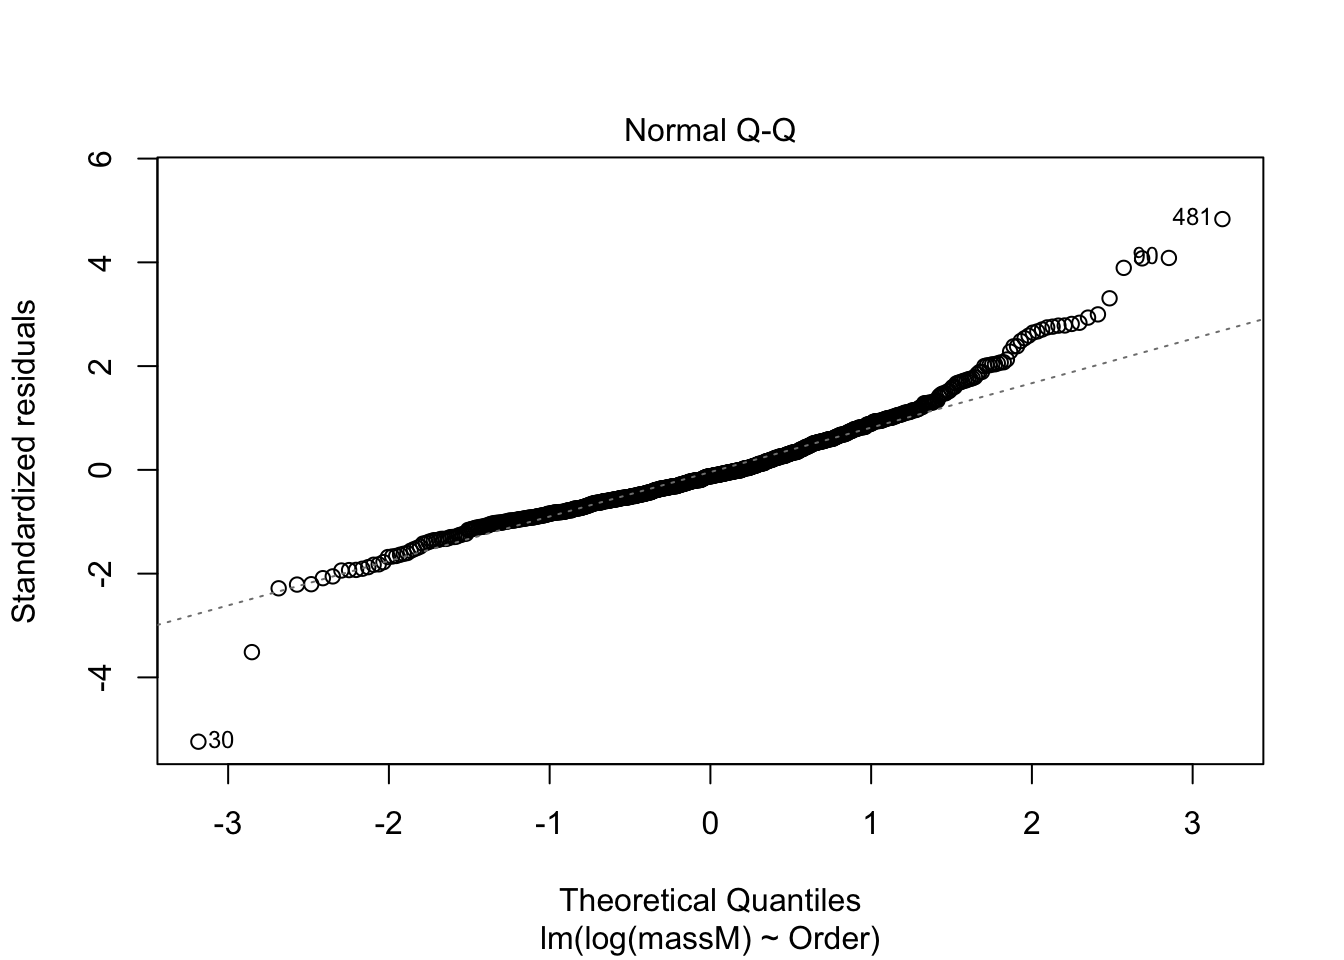 Normal Q-Q
Standardized residuals
6
4
2
0
-2
-4
481
90
30
-3 -2 -1 0 1 2 3
Theoretical Quantiles
lm(log(massM) ~ Order)